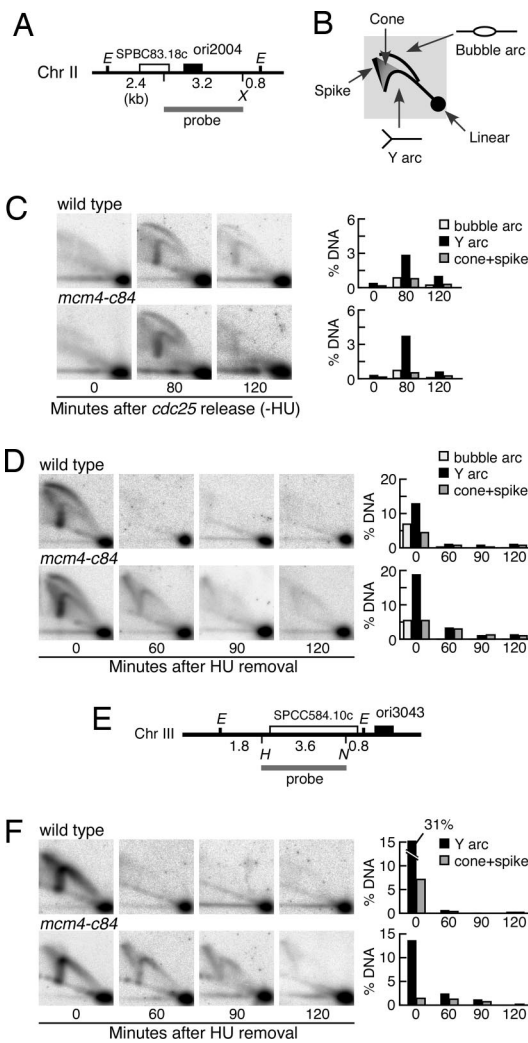 A
E
SPBC83.18c
ori2004
E
Chr II
2.4
(kb)
3.2
0.8
X
probe
B
Cone
Bubble arc
Spike
Linear
Y arc
C
wild type
mcm4-c84
0
80
120
Minutes after cdc25 release (-HU)
% DNA
6
3
0
0
80
120
bubble arc
Y arc
cone+spike
% DNA
6
3
0
0
80
120
D
wild type
mcm4-c84
0
60
90
120
Minutes after HU removal
% DNA
20
10
0
0
60
90
120
bubble arc
Y arc
cone+spike
% DNA
20
10
5
0
0
60
90
120
E
E
SPCC584.10c
E
ori3043
Chr III
1.8
3.6
0.8
H
N
probe
F
wild type
mcm4-c84
0
60
90
120
Minutes after HU removal
31%
% DNA
15
10
5
0
0
60
90
120
Y arc
cone+spike
% DNA
15
10
5
0
0
60
90
120